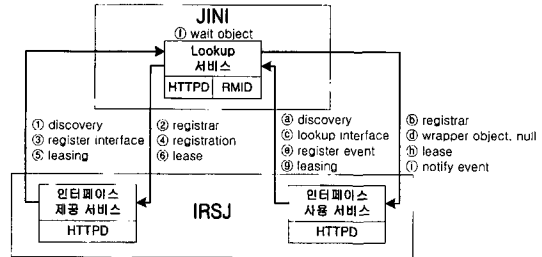 JINI
ⓕ wait object
Lookup
서비스
HTTPD RMID
① discovery
③ register interface
⑤ leasing
② registrar
④ registration
⑥ lease
ⓐ discovery
ⓒ lookup interface
ⓔ register event
ⓖ leasing
ⓑ registrar
ⓓ wrapper object, null
ⓗ lease
ⓘ notify event
인터페이스
제공 서비스
HTTPD
IRSJ
인터페이스
사용 서비스
HTTPD